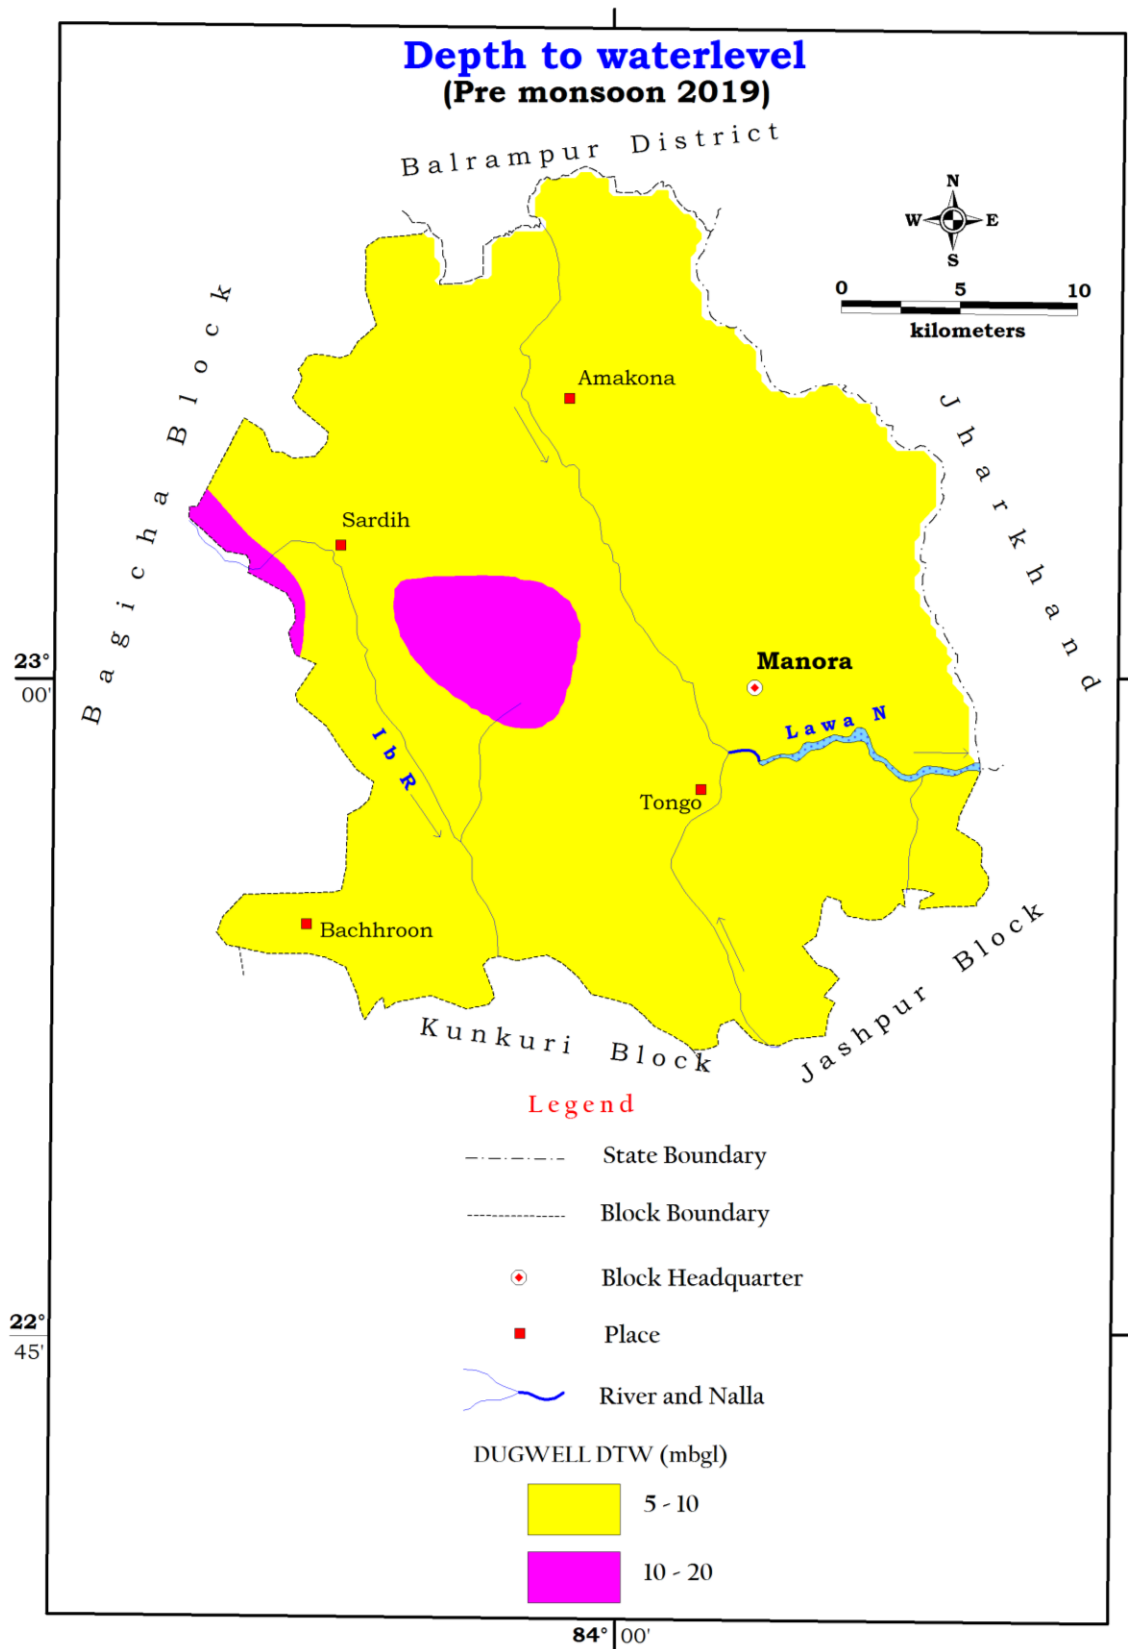 Depth to waterlevel
(Pre monsoon 2019)
Balrampur District
N
W E
S
0 5 10
kilometers
Bagicha Block
Jharkhand
Amakona
Sardih
Manora
23°
00'
Lawa N
Ib R
Tongo
Bachhroon
Jashpur Block
Kunkuri Block
Legend
State Boundary
Block Boundary
Block Headquarter
Place
22°
45'
River and Nalla
DUGWELL DTW (mbgl)
5 - 10
10 - 20
84° 00'